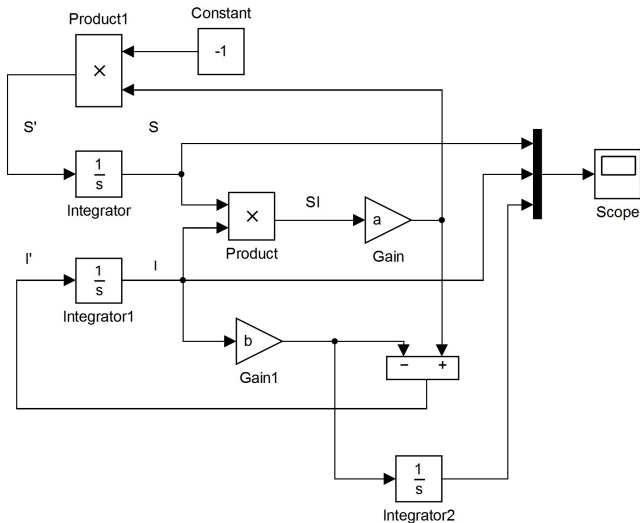 Product1
Constant
×
-1
S'
S
1
s
Integrator
SI
×
Product
a
Gain
Scope
I'
I
1
s
Integrator1
b
Gain1
− +
1
s
Integrator2